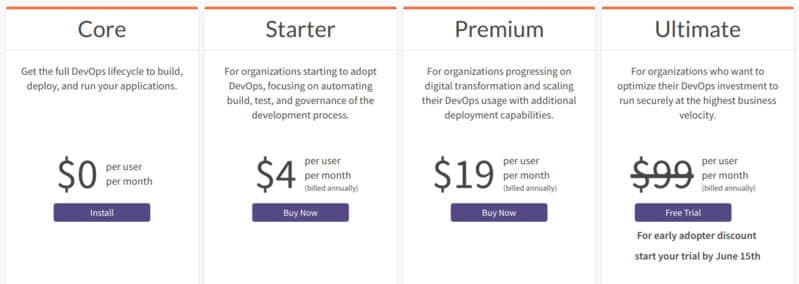 Core
Get the full DevOps lifecycle to build,
deploy, and run your applications.
$0
per user
per month
Install
Starter
For organizations starting to adopt
DevOps, focusing on automating
build, test, and governance of the
development process.
$4
per user
per month
(billed annually)
Buy Now
Premium
For organizations progressing on
digital transformation and scaling
their DevOps usage with additional
deployment capabilities.
$19
per user
per month
(billed annually)
Buy Now
Ultimate
For organizations who want to
optimize their DevOps investment to
run securely at the highest business
velocity.
$99
per user
per month
(billed annually)
Free Trial
For early adopter discount
start your trial by June 15th